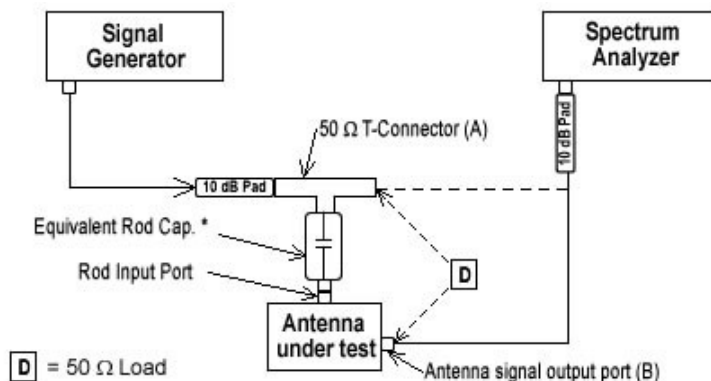 Signal
Generator
Spectrum
Analyzer
10 dB Pad
50 Ω T-Connector (A)
10 dB Pad
Equivalent Rod Cap. *
Rod Input Port
D
Antenna
under test
D = 50 Ω Load
Antenna signal output port (B)